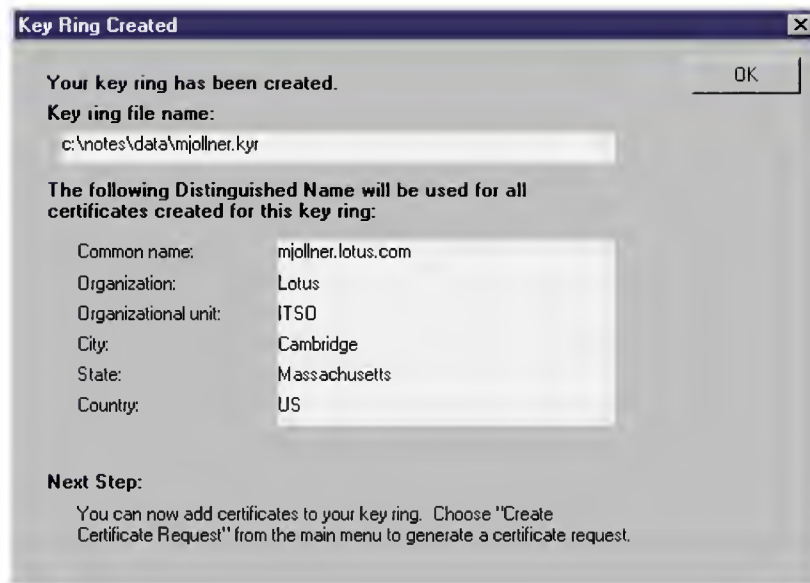 Key Ring Created
OK
Your key ring has been created.
Key ring file name:
c:\notes\data\mjollner.kyr
The following Distinguished Name will be used for all
certificates created for this key ring:
Common name: mjollner.lotus.com
Organization: Lotus
Organizational unit: ITSO
City: Cambridge
State: Massachusetts
Country: US
Next Step:
You can now add certificates to your key ring. Choose "Create
Certificate Request" from the main menu to generate a certificate request.